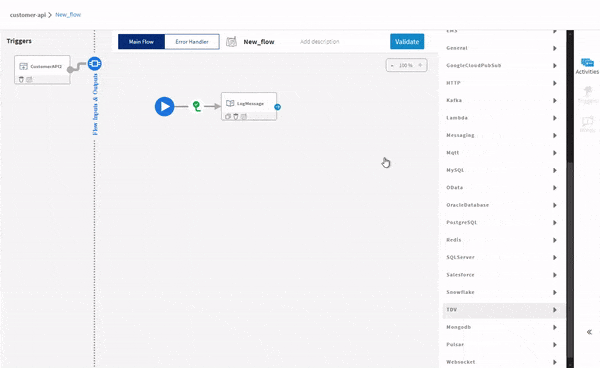 customer-api > New_flow
Triggers
Main Flow
Error Handler
New_flow
Add description
Validate
- 100 % +
CustomerAPI2
Flow Inputs & Outputs
LogMessage
EMS
General
GoogleCloudPubSub
HTTP
Kafka
Lambda
Messaging
Mqtt
MySQL
OData
OracleDatabase
PostgreSQL
Redis
SQLServer
Salesforce
Snowflake
TDV
Mongodb
Pulsar
Websocket
Activities